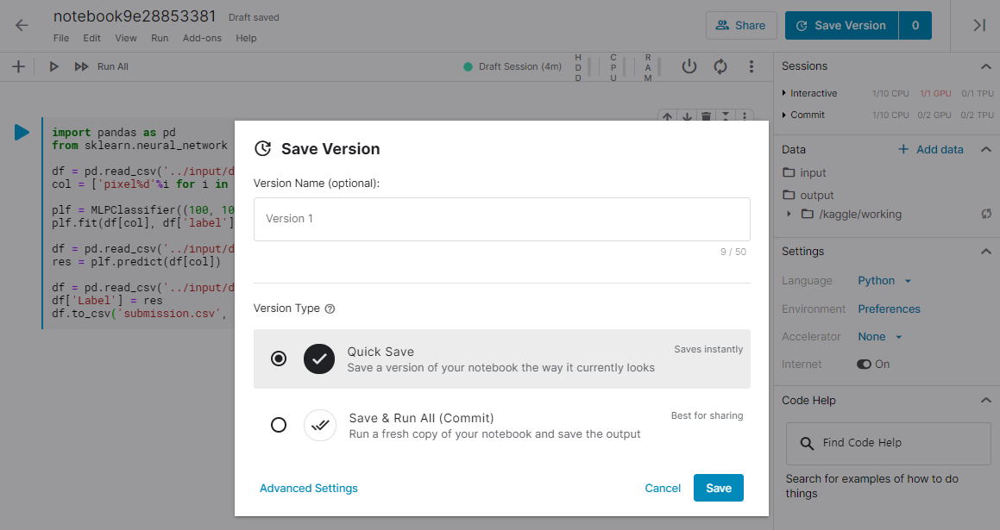 notebook9e28853381 Draft saved
File Edit View Run Add-ons Help
Share
Save Version 0
Run All
Draft Session (4m)
HDD CPU RAM
import pandas as pd
from sklearn.neural_network
df = pd.read_csv('../input/d
col = ['pixel%d'%i for i in
plf = MLPClassifier((100, 10
plf.fit(df[col], df['label']
df = pd.read_csv('../input/d
res = plf.predict(df[col])
df = pd.read_csv('../input/d
df['Label'] = res
df.to_csv('submission.csv',
Save Version
Version Name (optional):
Version 1
9 / 50
Version Type
Quick Save
Saves instantly
Save a version of your notebook the way it currently looks
Save & Run All (Commit)
Best for sharing
Run a fresh copy of your notebook and save the output
Advanced Settings
Cancel
Save
Sessions
Interactive 1/10 CPU 1/1 GPU 0/1 TPU
Commit 1/10 CPU 0/2 GPU 0/2 TPU
Data + Add data
input
output
/kaggle/working
Settings
Language Python
Environment Preferences
Accelerator None
Internet On
Code Help
Find Code Help
Search for examples of how to do
things